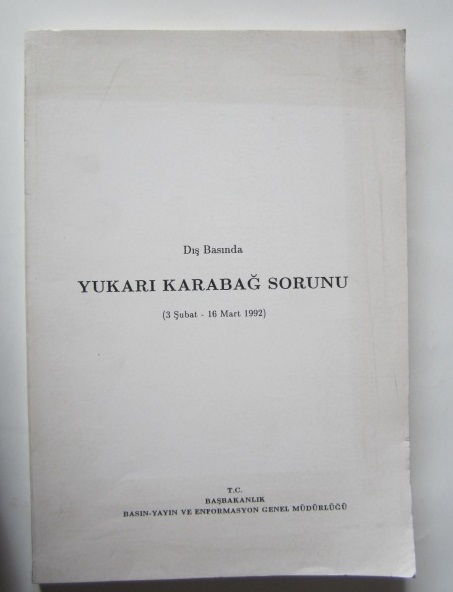 Dış Basında
YUKARI KARABAĞ SORUNU
(3 Şubat - 16 Mart 1992)
T.C.
BAŞBAKANLIK
BASIN-YAYIN VE ENFORMASYON GENEL MÜDÜRLÜĞÜ